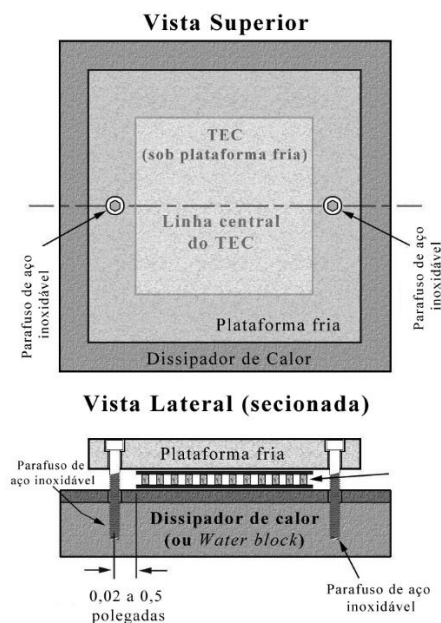 Vista Superior
TEC
(sob plataforma fria)
Linha central
do TEC
Parafuso de aço
inoxidável
Parafuso de aço
inoxidável
Plataforma fria
Dissipador de Calor
Vista Lateral (secionada)
Plataforma fria
Parafuso de
aço inoxidável
Dissipador de calor
(ou Water block)
0,02 a 0,5
polegadas
Parafuso de aço
inoxidável